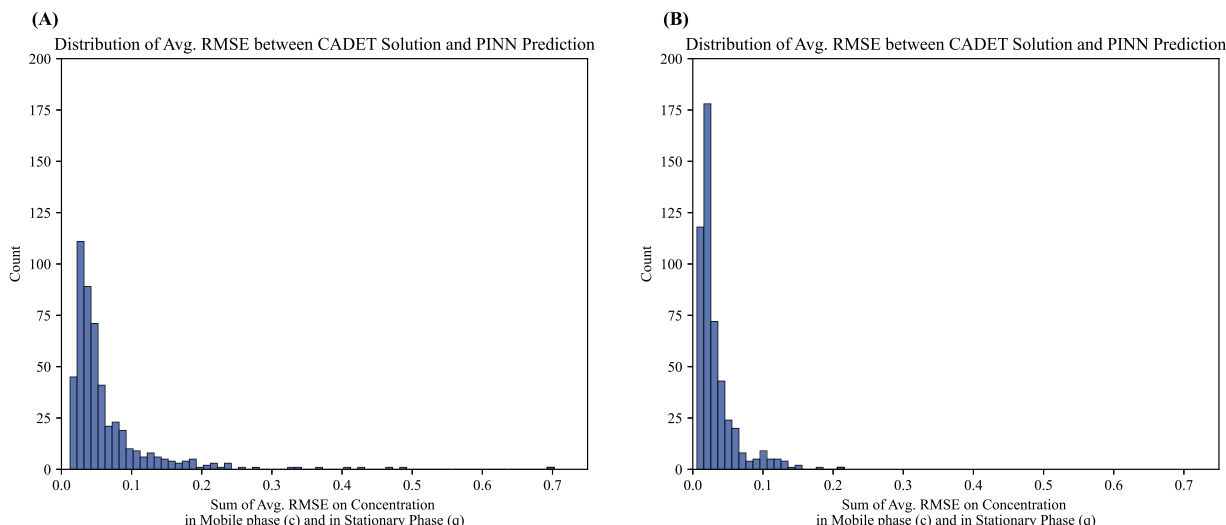 (A)
Distribution of Avg. RMSE between CADET Solution and PINN Prediction
200
175
150
125
100
75
50
25
0
Count
0.0 0.1 0.2 0.3 0.4 0.5 0.6 0.7
Sum of Avg. RMSE on Concentration
in Mobile phase (c) and in Stationary Phase (q)
(B)
Distribution of Avg. RMSE between CADET Solution and PINN Prediction
200
175
150
125
100
75
50
25
0
Count
0.0 0.1 0.2 0.3 0.4 0.5 0.6 0.7
Sum of Avg. RMSE on Concentration
in Mobile phase (c) and in Stationary Phase (q)